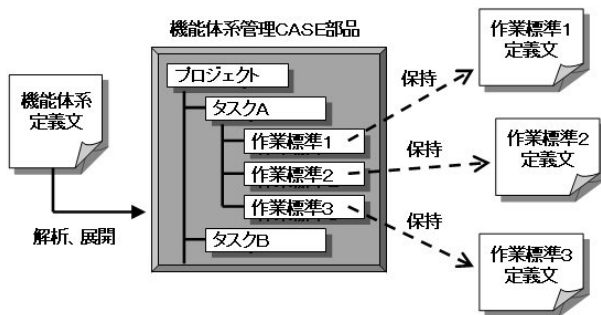 機能体系管理CASE部品
機能体系
定義文
解析、展開
プロジェクト
タスクA
作業標準1
作業標準2
作業標準3
タスクB
保持
保持
保持
作業標準1
定義文
作業標準2
定義文
作業標準3
定義文